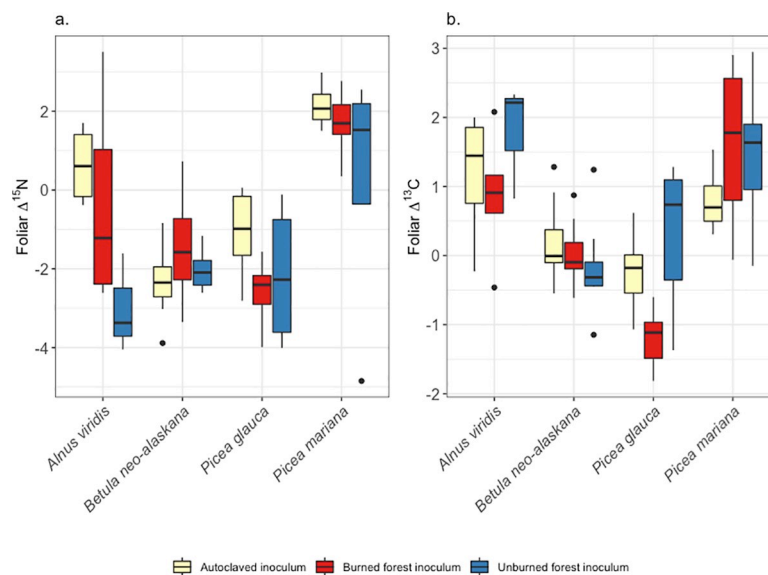 a.
Foliar Δ¹⁵N
2
0
-2
-4
Alnus viridis
Betula neo-alaskana
Picea glauca
Picea mariana
b.
Foliar Δ¹³C
3
2
1
0
-1
-2
Alnus viridis
Betula neo-alaskana
Picea glauca
Picea mariana
Autoclaved inoculum Burned forest inoculum Unburned forest inoculum